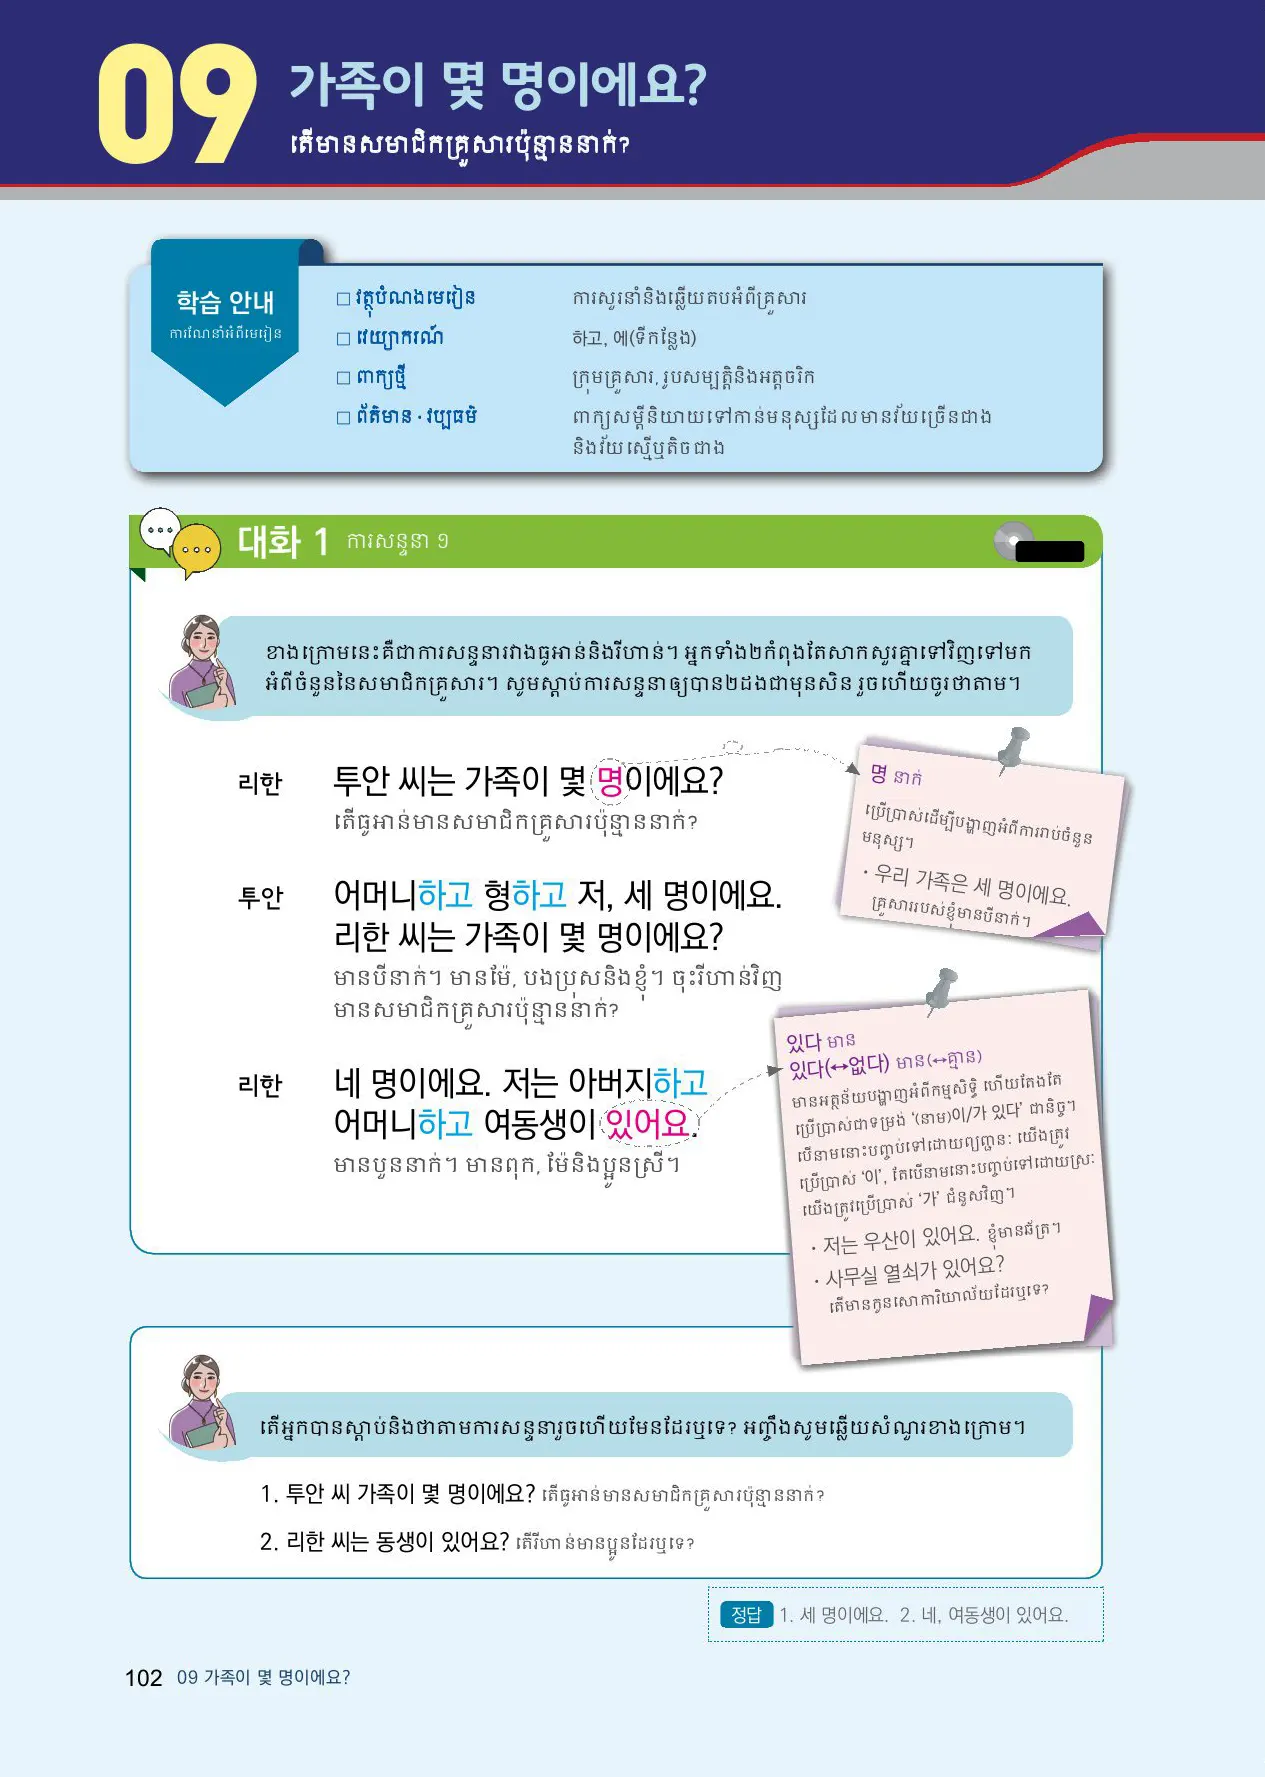 09
가족이 몇 명이에요?
តើមានសមាជិកគ្រួសារប៉ុន្មាននាក់?
학습 안내
ការណែនាំអំពីមេរៀន
□ វត្ថុបំណងមេរៀន ការសួរនាំនិងឆ្លើយតបអំពីគ្រួសារ
□ វេយ្យាករណ៍ 하고, 에(ទីកន្លែង)
□ ពាក្យថ្មី ក្រុមគ្រួសារ, រូបសម្បត្តិនិងអត្តចរិក
□ ព័ត៌មាន · វប្បធម៌ ពាក្យសម្តីនិយាយទៅកាន់មនុស្សដែលមានវ័យច្រើនជាង
និងវ័យស្មើឬតិចជាង
대화 1 ការសន្ទនា ១
ខាងក្រោមនេះគឺជាការសន្ទនារវាងធូអាន់និងរីហាន់។ អ្នកទាំង២កំពុងតែសាកសួរគ្នាទៅវិញទៅមក
អំពីចំនួននៃសមាជិកគ្រួសារ។ សូមស្តាប់ការសន្ទនាឲ្យបាន២ដងជាមុនសិន រួចហើយចូរថាតាម។
리한 투안 씨는 가족이 몇 명이에요?
តើធូអាន់មានសមាជិកគ្រួសារប៉ុន្មាននាក់?
투안 어머니하고 형하고 저, 세 명이에요.
리한 씨는 가족이 몇 명이에요?
មានបីនាក់។ មានម៉ែ, បងប្រុសនិងខ្ញុំ។ ចុះរីហាន់វិញ
មានសមាជិកគ្រួសារប៉ុន្មាននាក់?
리한 네 명이에요. 저는 아버지하고
어머니하고 여동생이 있어요.
មានបួននាក់។ មានពុក, ម៉ែនិងប្អូនស្រី។
명 នាក់
ប្រើប្រាស់ដើម្បីបង្ហាញអំពីការរាប់ចំនួន
មនុស្ស។
· 우리 가족은 세 명이에요.
គ្រួសាររបស់ខ្ញុំមានបីនាក់។
있다 មាន
있다(↔없다) មាន(↔គ្មាន)
មានអត្ថន័យបង្ហាញអំពីកម្មសិទ្ធិ ហើយតែងតែ
ប្រើប្រាស់ជាទម្រង់ ‘(នាម)이/가 있다’ ជានិច្ច។
បើនាមនោះបញ្ចប់ទៅដោយព្យញ្ជនៈ យើងត្រូវ
ប្រើប្រាស់ ‘이’, តែបើនាមនោះបញ្ចប់ទៅដោយស្រៈ
យើងត្រូវប្រើប្រាស់ ‘가’ ជំនួសវិញ។
· 저는 우산이 있어요. ខ្ញុំមានឆ័ត្រ។
· 사무실 열쇠가 있어요?
តើមានកូនសោការិយាល័យដែរឬទេ?
តើអ្នកបានស្តាប់និងថាតាមការសន្ទនារួចហើយមែនដែរឬទេ? អញ្ចឹងសូមឆ្លើយសំណួរខាងក្រោម។
1. 투안 씨 가족이 몇 명이에요? តើធូអាន់មានសមាជិកគ្រួសារប៉ុន្មាននាក់?
2. 리한 씨는 동생이 있어요? តើរីហាន់មានប្អូនដែរឬទេ?
정답 1. 세 명이에요. 2. 네, 여동생이 있어요.
102 09 가족이 몇 명이에요?